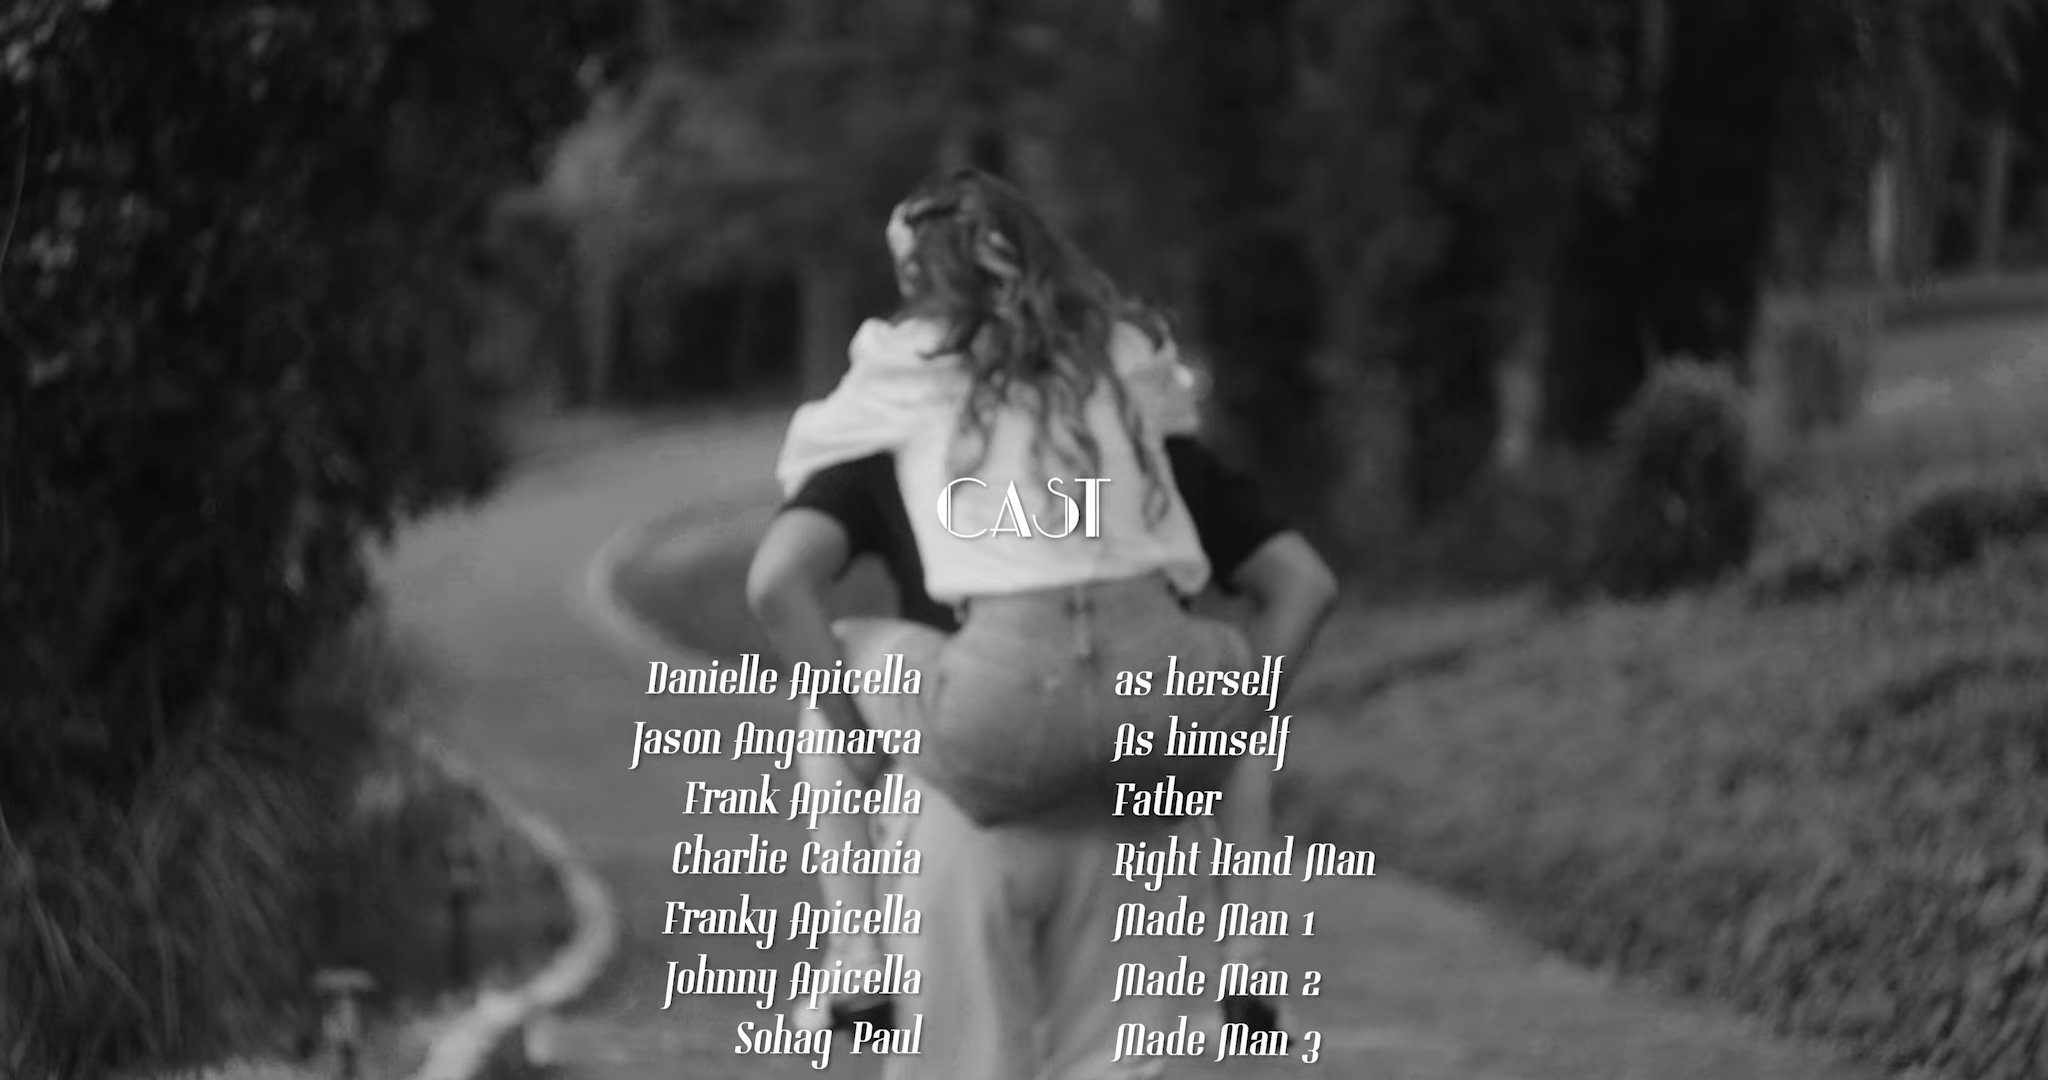 CAST
Danielle Apicella as herself
Jason Angamarca As himself
Frank Apicella Father
Charlie Catania Right Hand Man
Franky Apicella Made Man 1
Johnny Apicella Made Man 2
Sohag Paul Made Man 3